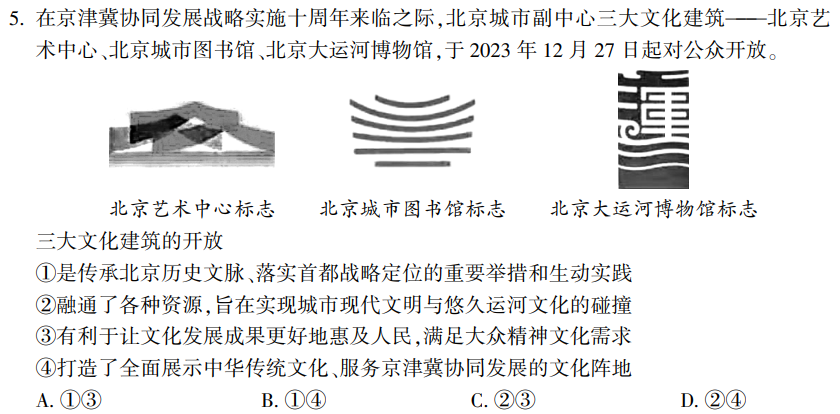 5. 在京津冀协同发展战略实施十周年来临之际,北京城市副中心三大文化建筑——北京艺
术中心、北京城市图书馆、北京大运河博物馆,于 2023 年 12 月 27 日起对公众开放。
北京艺术中心标志 北京城市图书馆标志 北京大运河博物馆标志
三大文化建筑的开放
①是传承北京历史文脉、落实首都战略定位的重要举措和生动实践
②融通了各种资源,旨在实现城市现代文明与悠久运河文化的碰撞
③有利于让文化发展成果更好地惠及人民,满足大众精神文化需求
④打造了全面展示中华传统文化、服务京津冀协同发展的文化阵地
A. ①③ B. ①④ C. ②③ D. ②④